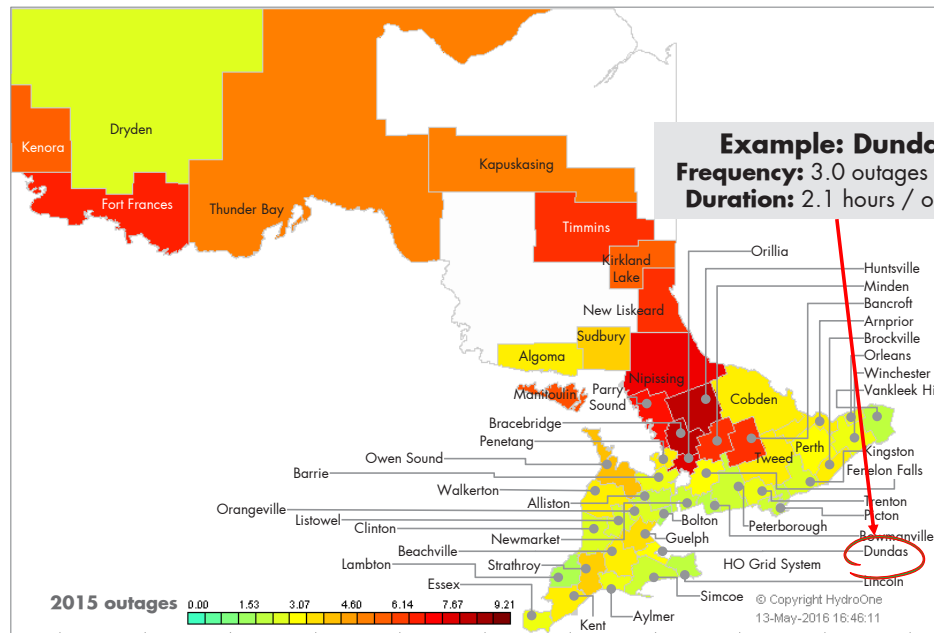 Dryden
Kenora
Fort Frances
Thunder Bay
Kapuskasing
Example: Dunda
Frequency: 3.0 outages
Duration: 2.1 hours / o
Timmins
Kirkland
Lake
New Liskeard
Sudbury
Algoma
Nipissing
Manitoulin
Parry
Sound
Cobden
Orillia
Huntsville
Minden
Bancroft
Arnprior
Brockville
Orleans
Winchester
Vankleek Hi
Bracebridge
Penetang
Owen Sound
Barrie
Walkerton
Orangeville
Alliston
Listowel
Clinton
Newmarket
Beachville
Lambton
Strathroy
Essex
Perth
Tweed
Kingston
Fenelon Falls
Trenton
Picton
Bolton
Peterborough
Guelph
Bowmanville
Dundas
HO Grid System
Lincoln
Simcoe
Aylmer
Kent
2015 outages
0.00 1.53 3.07 4.60 6.14 7.67 9.21
© Copyright HydroOne
13-May-2016 16:46:11